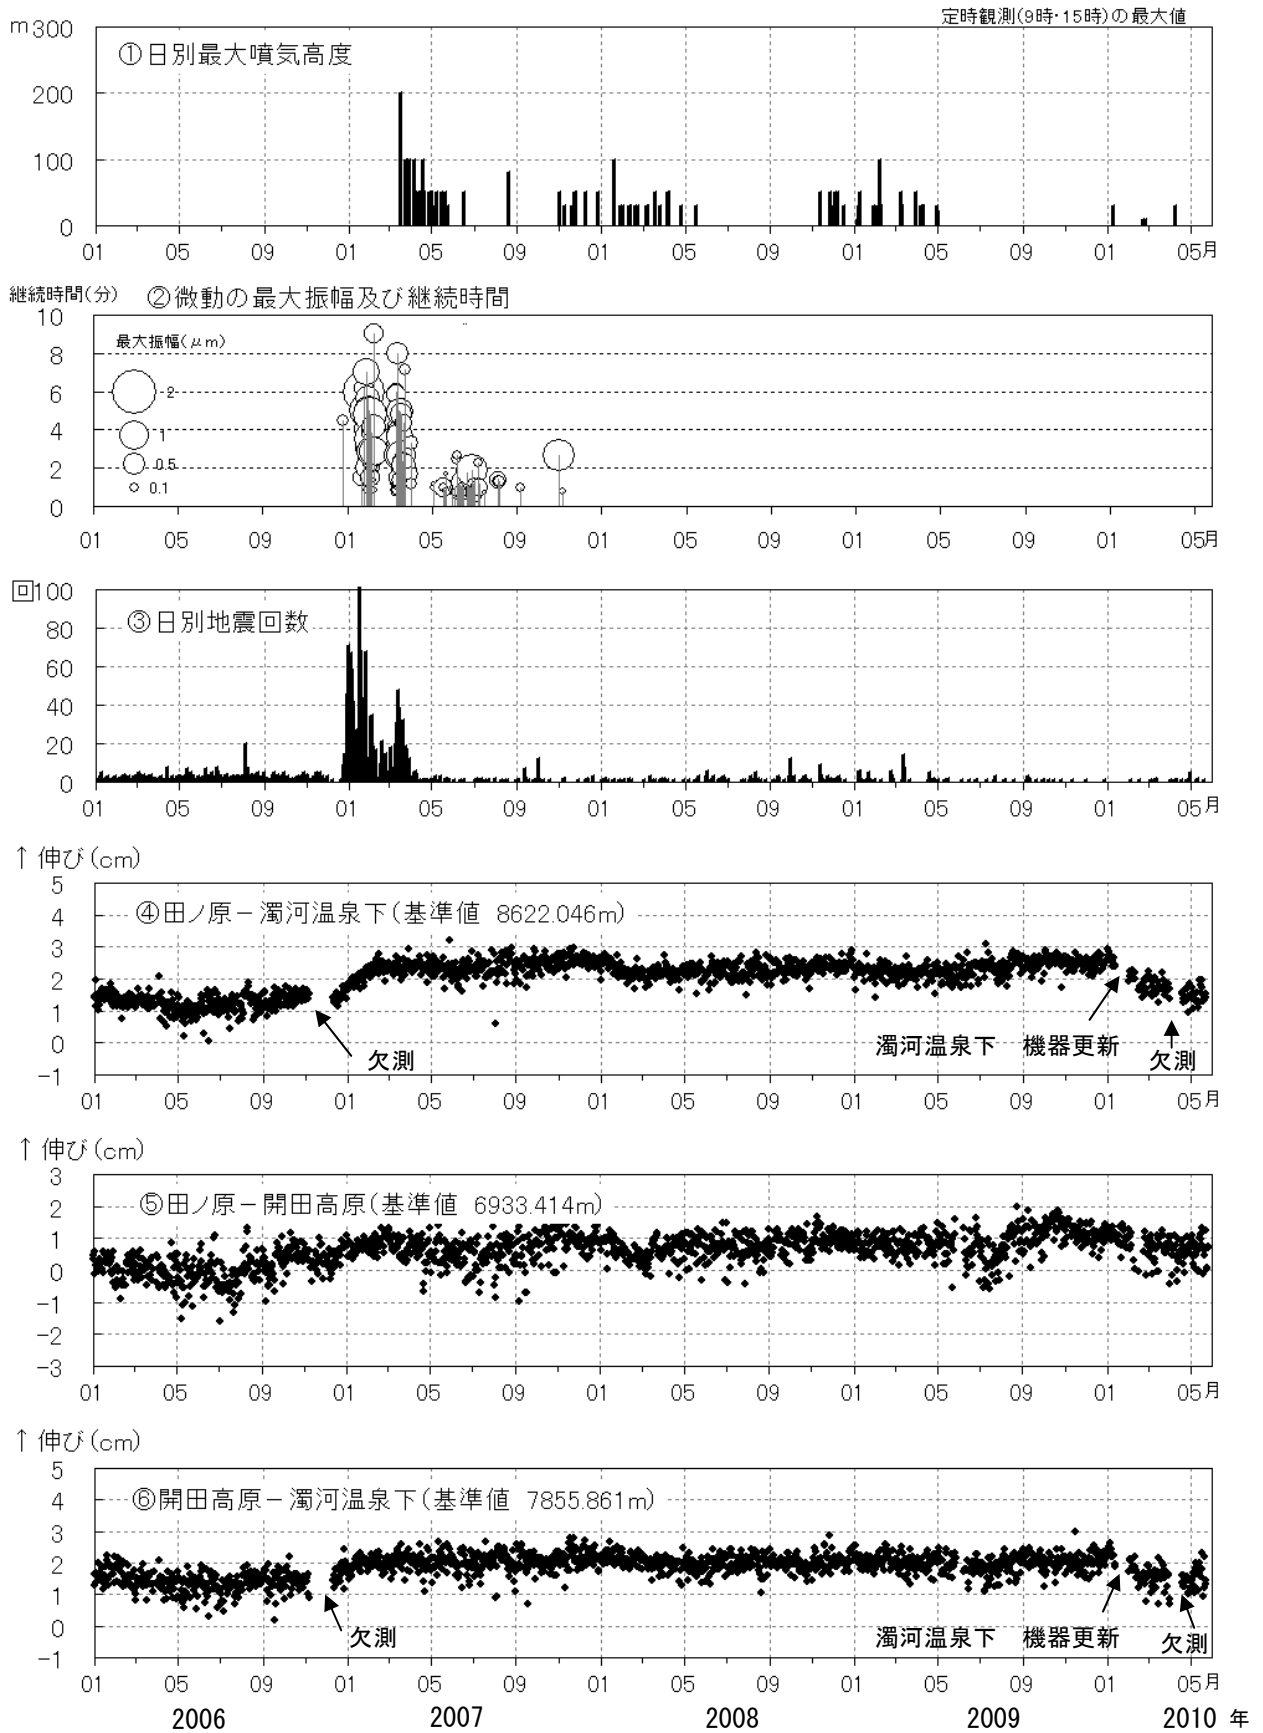 定時観測(9時・15時)の最大値
m300
①日別最大噴気高度
200
100
0
01 05 09 01 05 09 01 05 09 01 05 09 01 05月
継続時間(分) ②微動の最大振幅及び継続時間
10
最大振幅(μm)
8
6 2
4 1
2 0.5
0.1
0
01 05 09 01 05 09 01 05 09 01 05 09 01 05月
回100
③日別地震回数
80
60
40
20
0
01 05 09 01 05 09 01 05 09 01 05 09 01 05月
↑伸び(cm)
5
④田ノ原-濁河温泉下(基準値 8622.046m)
4
3
2
1
0
濁河温泉下 機器更新
欠測 欠測
-1
01 05 09 01 05 09 01 05 09 01 05 09 01 05月
↑伸び(cm)
3
⑤田ノ原-開田高原(基準値 6933.414m)
2
1
0
-1
-2
-3
01 05 09 01 05 09 01 05 09 01 05 09 01 05月
↑伸び(cm)
5
⑥開田高原-濁河温泉下(基準値 7855.861m)
4
3
2
1
0
欠測 濁河温泉下 機器更新 欠測
-1
01 05 09 01 05 09 01 05 09 01 05 09 01 05月
2006 2007 2008 2009 2010 年